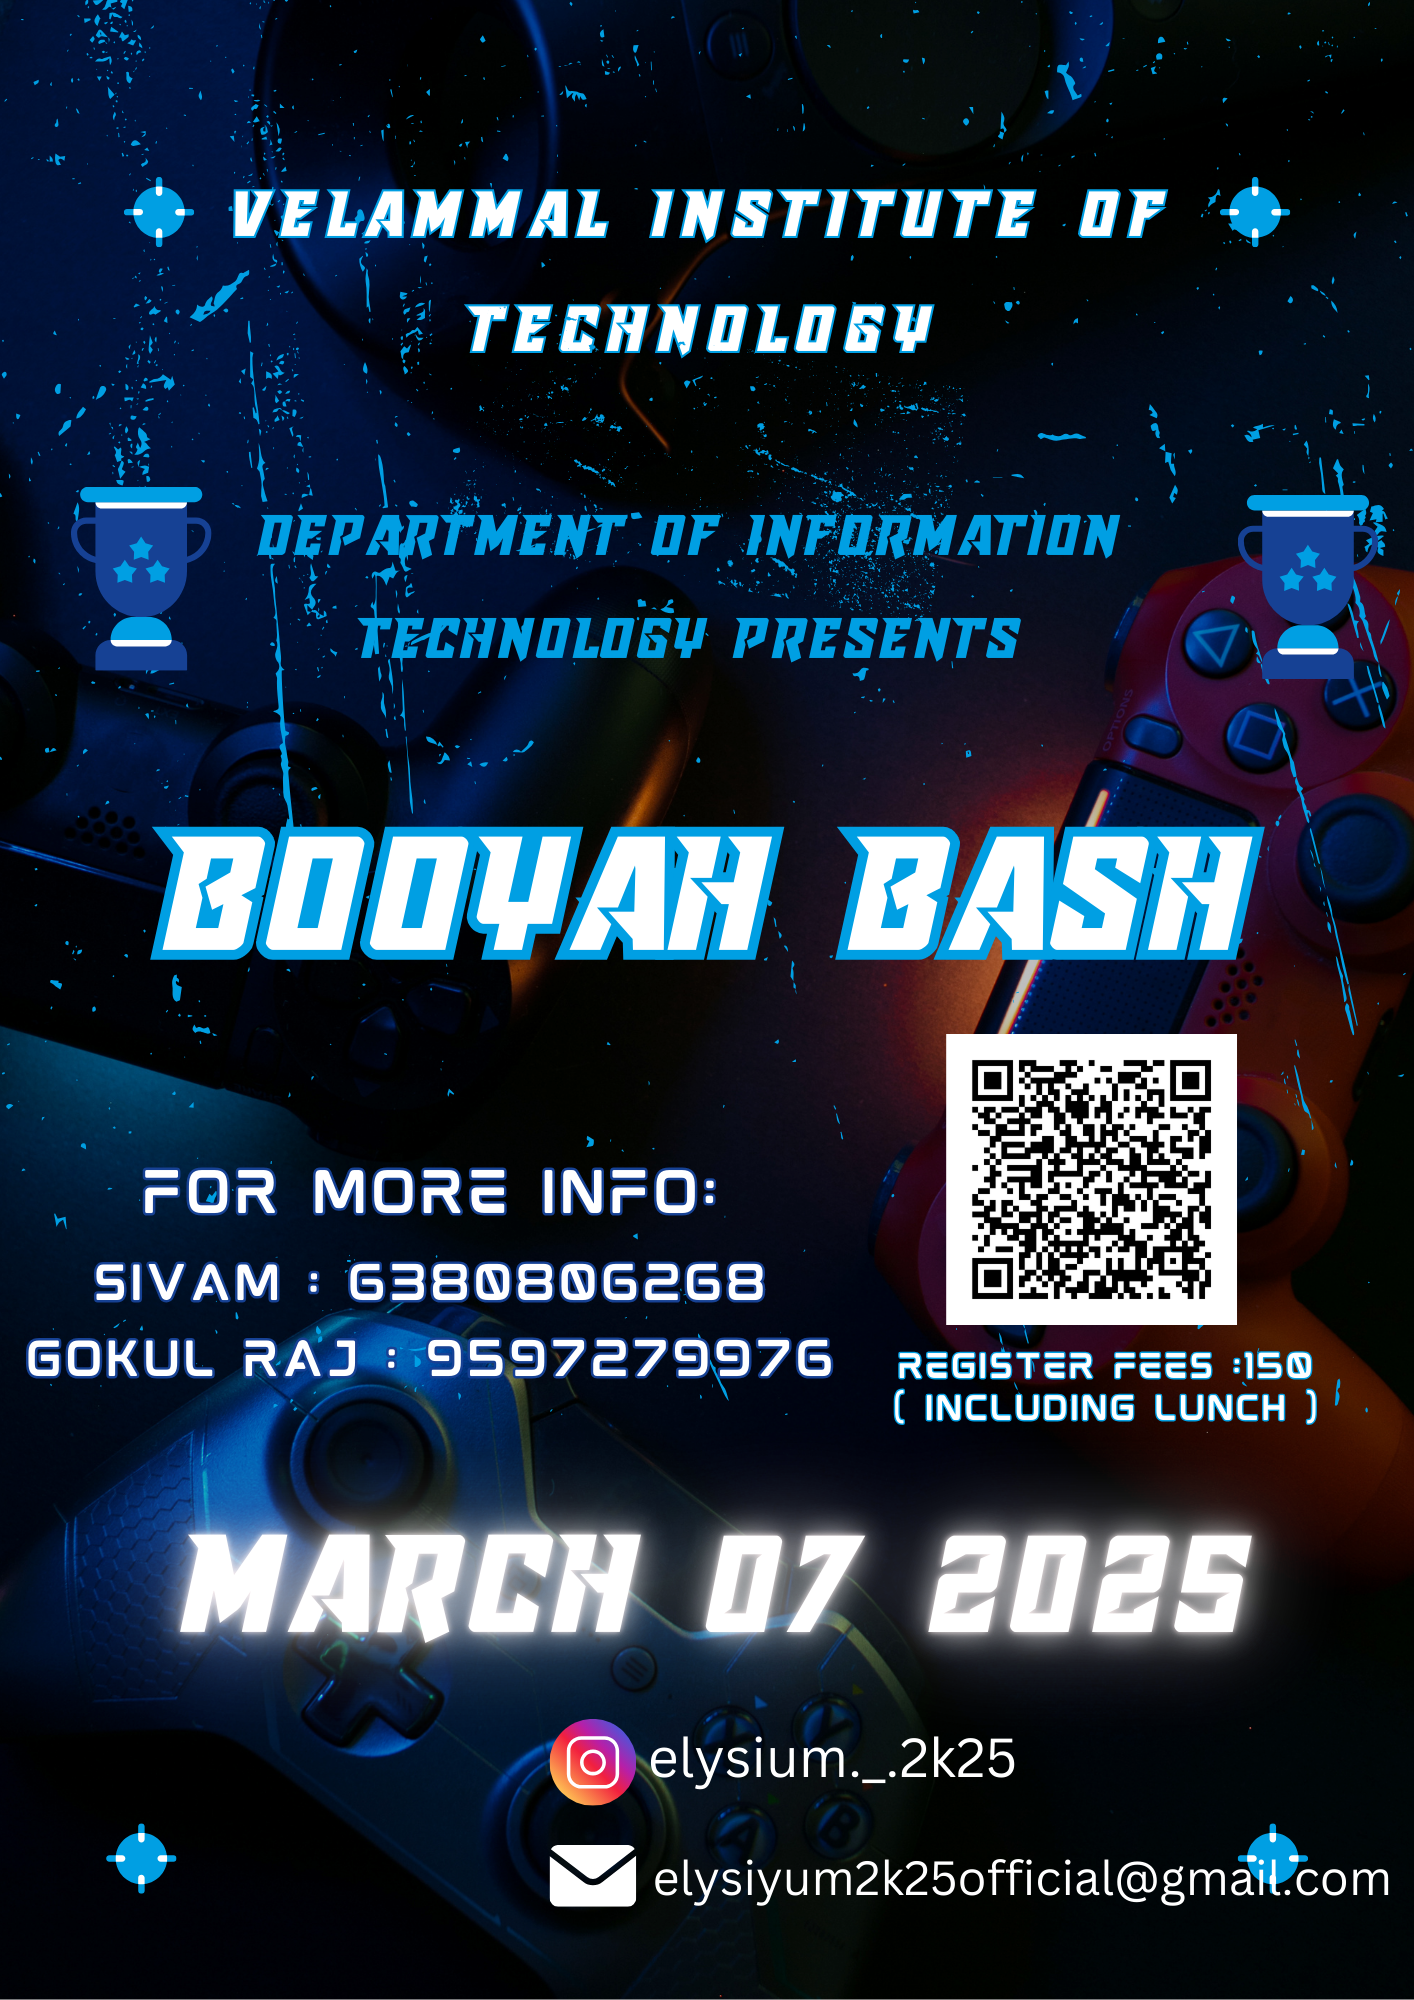 VELAMMAL INSTITUTE OF
TECHNOLOGY
DEPARTMENT OF INFORMATION
TECHNOLOGY PRESENTS
BOOYAH BASH
FOR MORE INFO:
SIVAM : 6380806268
GOKUL RAJ : 9597279976
REGISTER FEES :150
( INCLUDING LUNCH )
MARCH 07 2025
elysium._.2k25
elysiyum2k25official@gmail.com
OPTIONS
Y
A
B